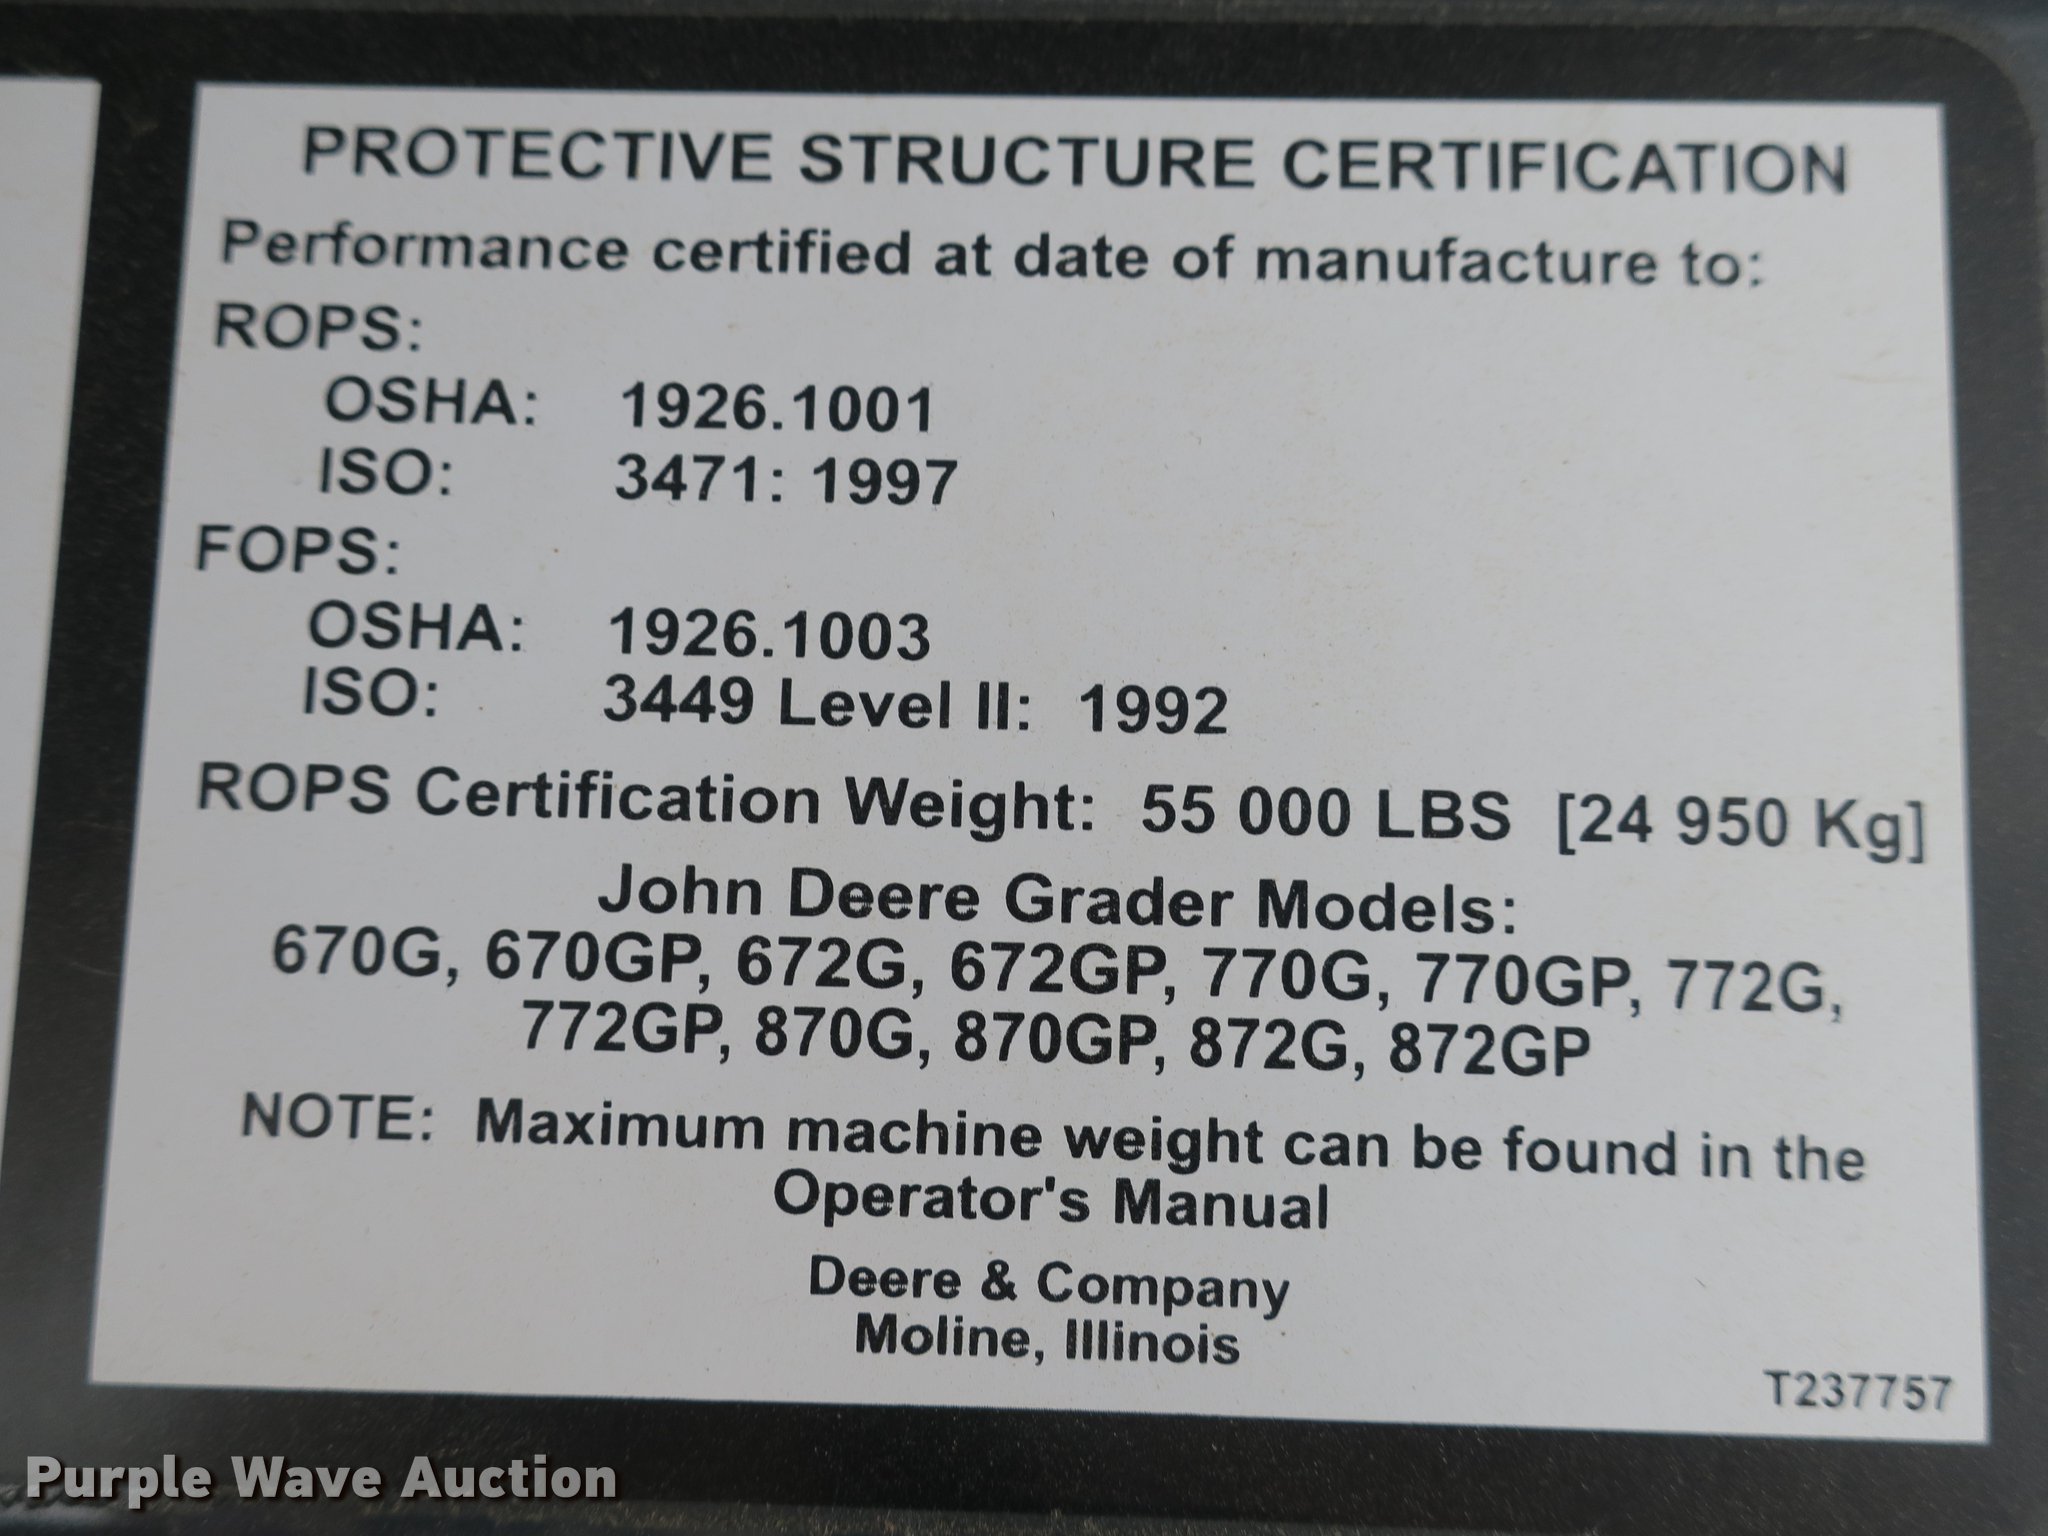 PROTECTIVE STRUCTURE CERTIFICATION
Performance certified at date of manufacture to:
ROPS:
OSHA: 1926.1001
ISO: 3471: 1997
FOPS:
OSHA: 1926.1003
ISO: 3449 Level II: 1992
ROPS Certification Weight: 55 000 LBS [24 950 Kg]
John Deere Grader Models:
670G, 670GP, 672G, 672GP, 770G, 770GP, 772G,
772GP, 870G, 870GP, 872G, 872GP
NOTE: Maximum machine weight can be found in the
Operator's Manual
Deere & Company
Moline, Illinois
T237757
Purple Wave Auction